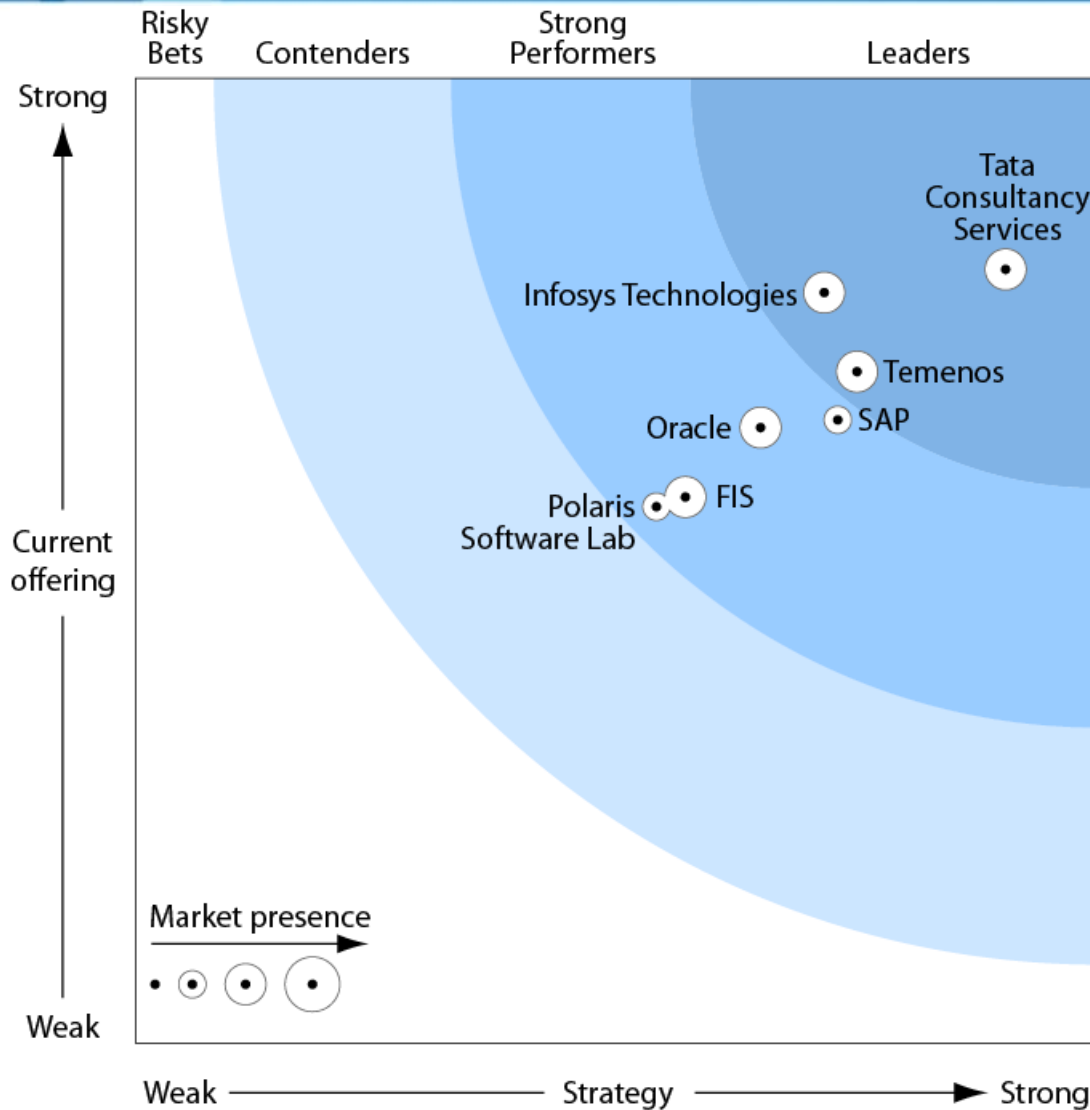 Risky
Bets
Contenders
Strong
Performers
Leaders
Strong
Tata
Consultancy
Services
Infosys Technologies
Temenos
Oracle
SAP
FIS
Polaris
Software Lab
Current
offering
Market presence
Weak
Weak
Strategy
Strong